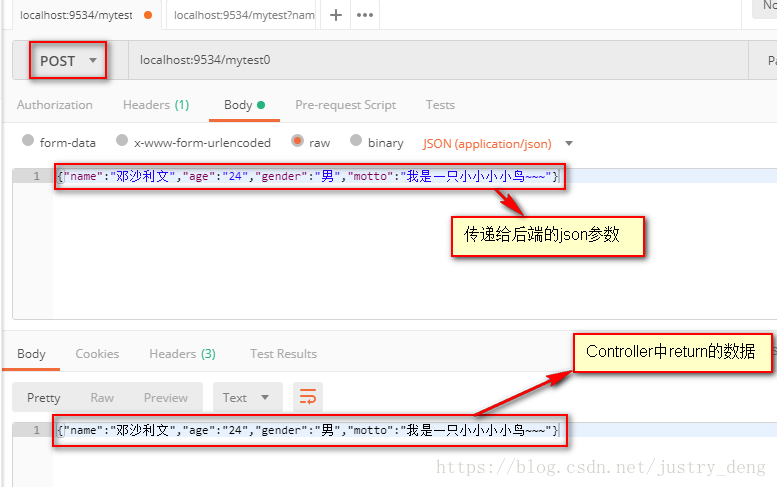 localhost:9534/mytest
localhost:9534/mytest?nam
No
POST
localhost:9534/mytest0
Pa
Authorization
Headers (1)
Body
Pre-request Script
Tests
form-data
x-www-form-urlencoded
raw
binary
JSON (application/json)
1
{"name":"邓沙利文","age":"24","gender":"男","motto":"我是一只小小小小鸟~~~"}
传递给后端的json参数
Controller中return的数据
Body
Cookies
Headers (3)
Test Results
Pretty
Raw
Preview
Text
1
{"name":"邓沙利文","age":"24","gender":"男","motto":"我是一只小小小小鸟~~~"}
https://blog.csdn.net/justry_deng